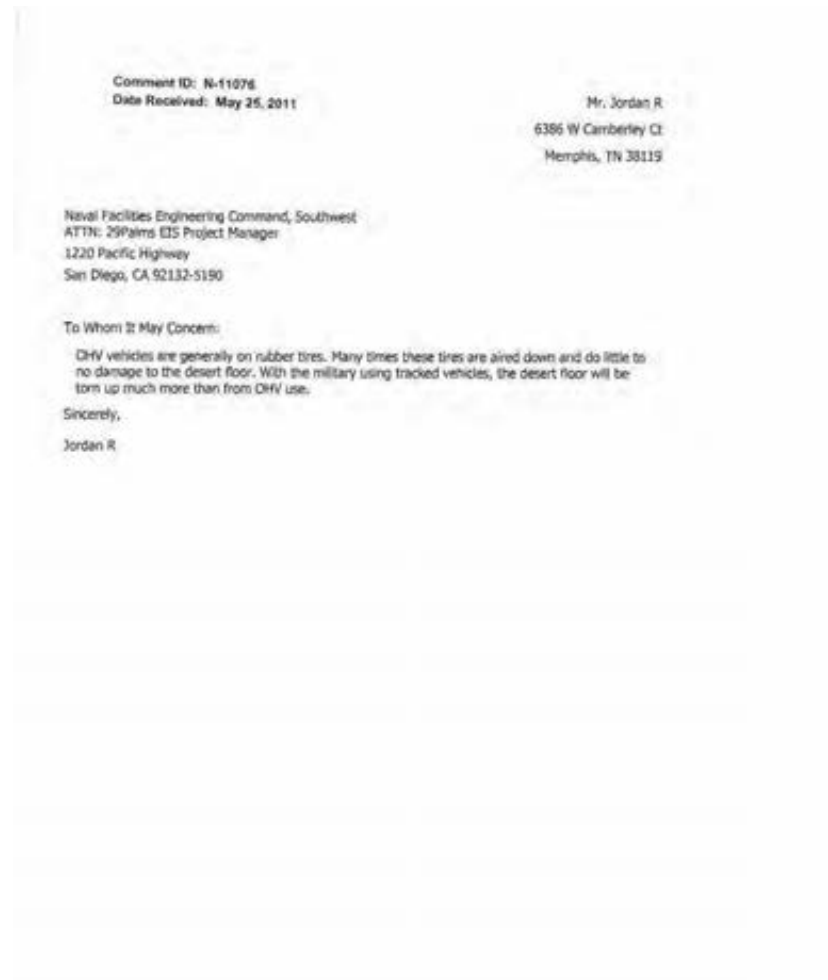 Comment ID: N-11076
Date Received: May 25, 2011
Mr. Jordan R
6386 W Camberley Ct
Memphis, TN 38119
Naval Facilities Engineering Command, Southwest
ATTN: 29Palms EIS Project Manager
1220 Pacific Highway
San Diego, CA 92132-5190
To Whom It May Concern:
OHV vehicles are generally on rubber tires. Many times these tires are aired down and do little to
no damage to the desert floor. With the military using tracked vehicles, the desert floor will be
torn up much more than from OHV use.
Sincerely,
Jordan R